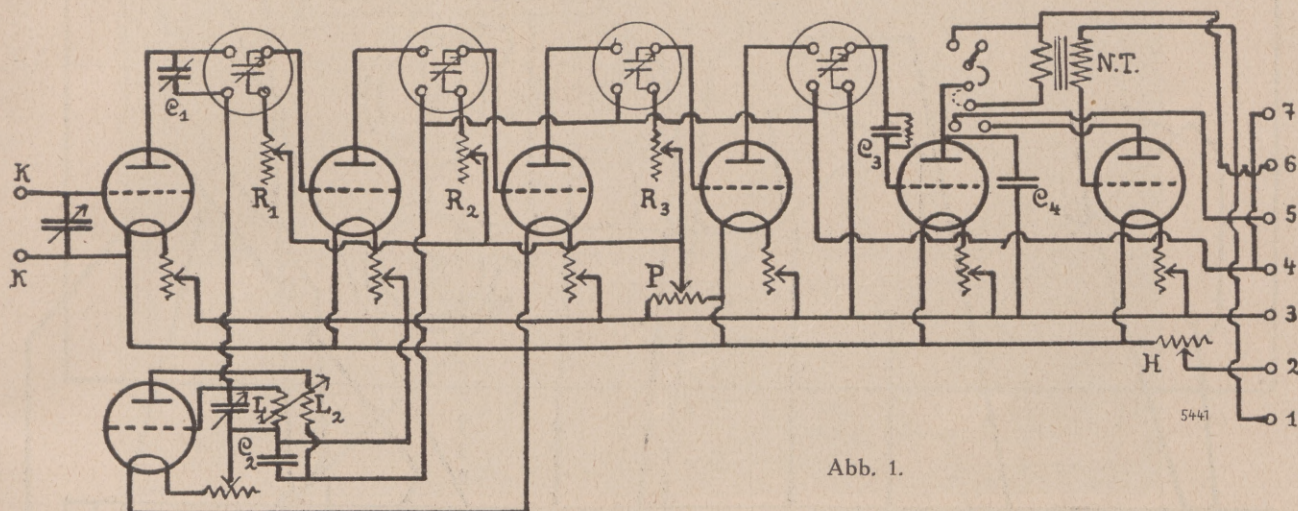 C₁
N.T.
7
K
C₃
6
R₁
R₂
R₃
C₄
5
K
P
4
3
H
2
L₁
L₂
5441
1
C₂
Abb. 1.